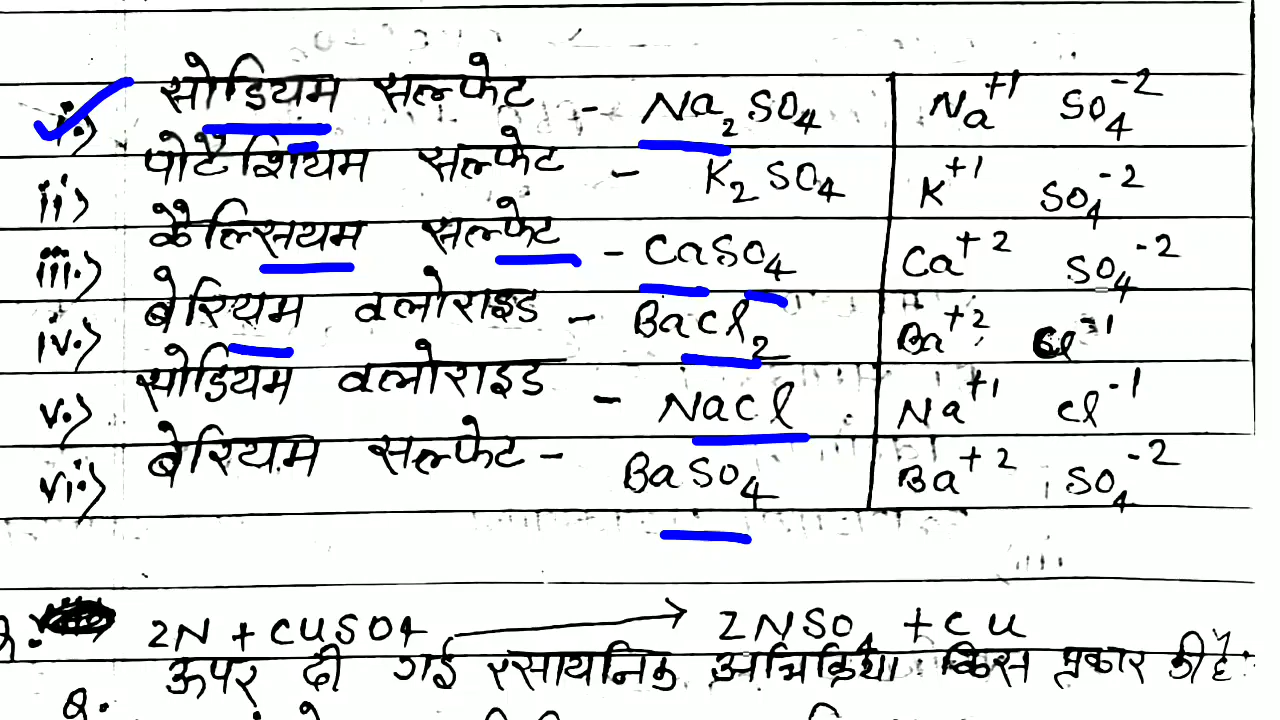 i.) सोडियम सल्फेट - Na₂SO₄ Na⁺¹ SO₄⁻²
ii) पोटैशियम सल्फेट - K₂SO₄ K⁺¹ SO₄⁻²
iii.) कैल्सियम सल्फेट - CaSO₄ Ca⁺² SO₄⁻²
iv.) बेरियम क्लोराइड - BaCl₂ Ba⁺² Cl⁻¹
v.) सोडियम क्लोराइड - NaCl Na⁺¹ Cl⁻¹
vi.) बेरियम सल्फेट - BaSO₄ Ba⁺² SO₄⁻²
ZN + CUSO4 → ZNSO₄ + CU
ऊपर दी गई रसायनिक अभिक्रिया किस प्रकार की है